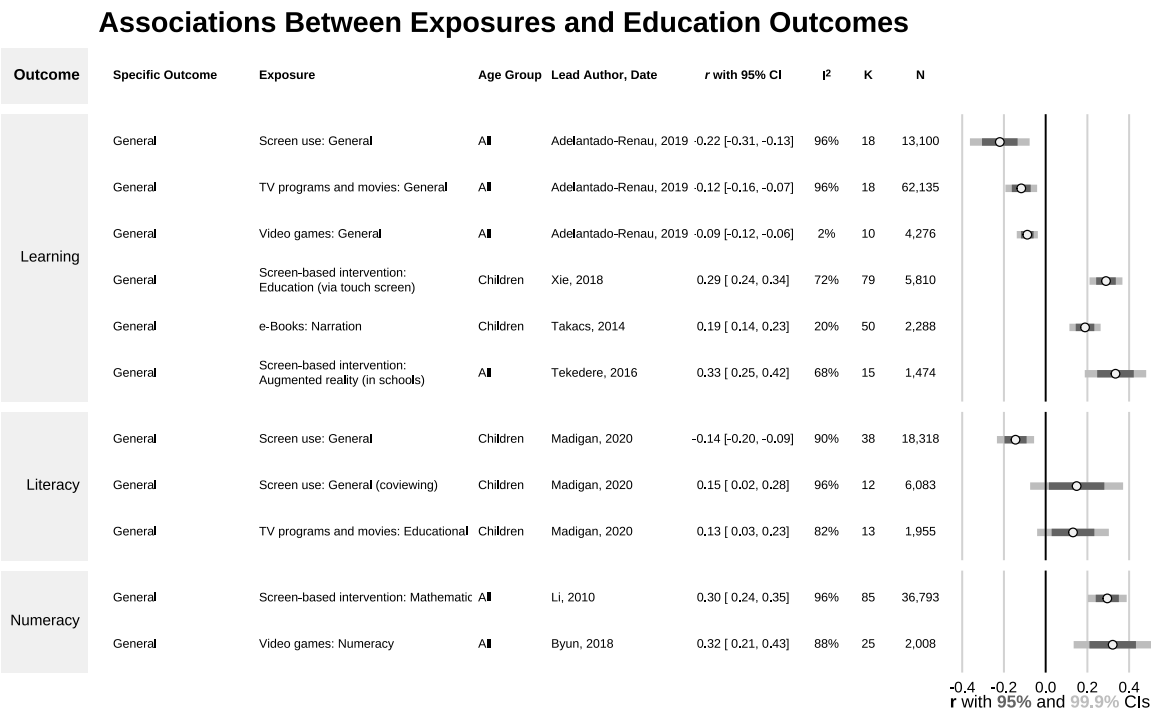 Associations Between Exposures and Education Outcomes
Outcome Specific Outcome Exposure Age Group Lead Author, Date r with 95% CI I² K N
Learning
General Screen use: General All Adelantado-Renau, 2019 -0.22 [-0.31, -0.13] 96% 18 13,100
General TV programs and movies: General All Adelantado-Renau, 2019 -0.12 [-0.16, -0.07] 96% 18 62,135
General Video games: General All Adelantado-Renau, 2019 -0.09 [-0.12, -0.06] 2% 10 4,276
General Screen-based intervention:
Education (via touch screen) Children Xie, 2018 0.29 [ 0.24, 0.34] 72% 79 5,810
General e-Books: Narration Children Takacs, 2014 0.19 [ 0.14, 0.23] 20% 50 2,288
General Screen-based intervention:
Augmented reality (in schools) All Tekedere, 2016 0.33 [ 0.25, 0.42] 68% 15 1,474
Literacy
General Screen use: General Children Madigan, 2020 -0.14 [-0.20, -0.09] 90% 38 18,318
General Screen use: General (coviewing) Children Madigan, 2020 0.15 [ 0.02, 0.28] 96% 12 6,083
General TV programs and movies: Educational Children Madigan, 2020 0.13 [ 0.03, 0.23] 82% 13 1,955
Numeracy
General Screen-based intervention: Mathematic All Li, 2010 0.30 [ 0.24, 0.35] 96% 85 36,793
General Video games: Numeracy All Byun, 2018 0.32 [ 0.21, 0.43] 88% 25 2,008
-0.4 -0.2 0.0 0.2 0.4
r with 95% and 99.9% CIs